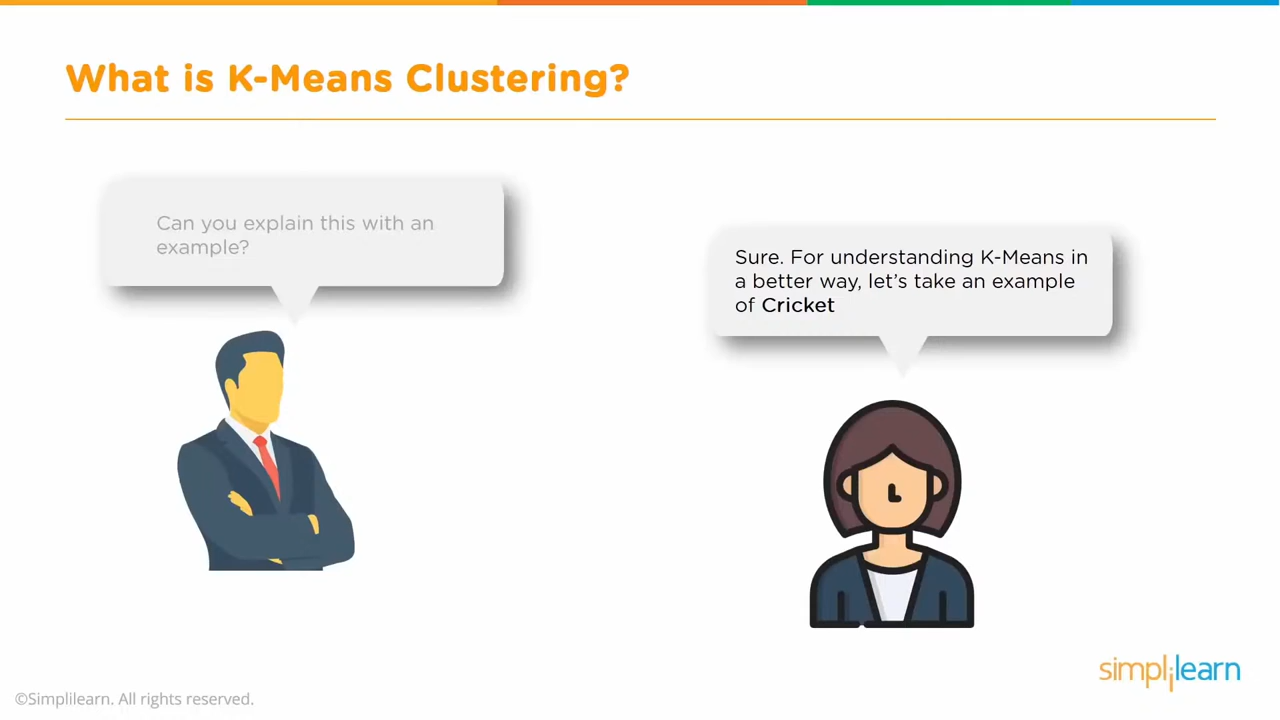 What is K-Means Clustering?
Can you explain this with an
example?
Sure. For understanding K-Means in
a better way, let's take an example
of Cricket
simplilearn
©Simplilearn. All rights reserved.